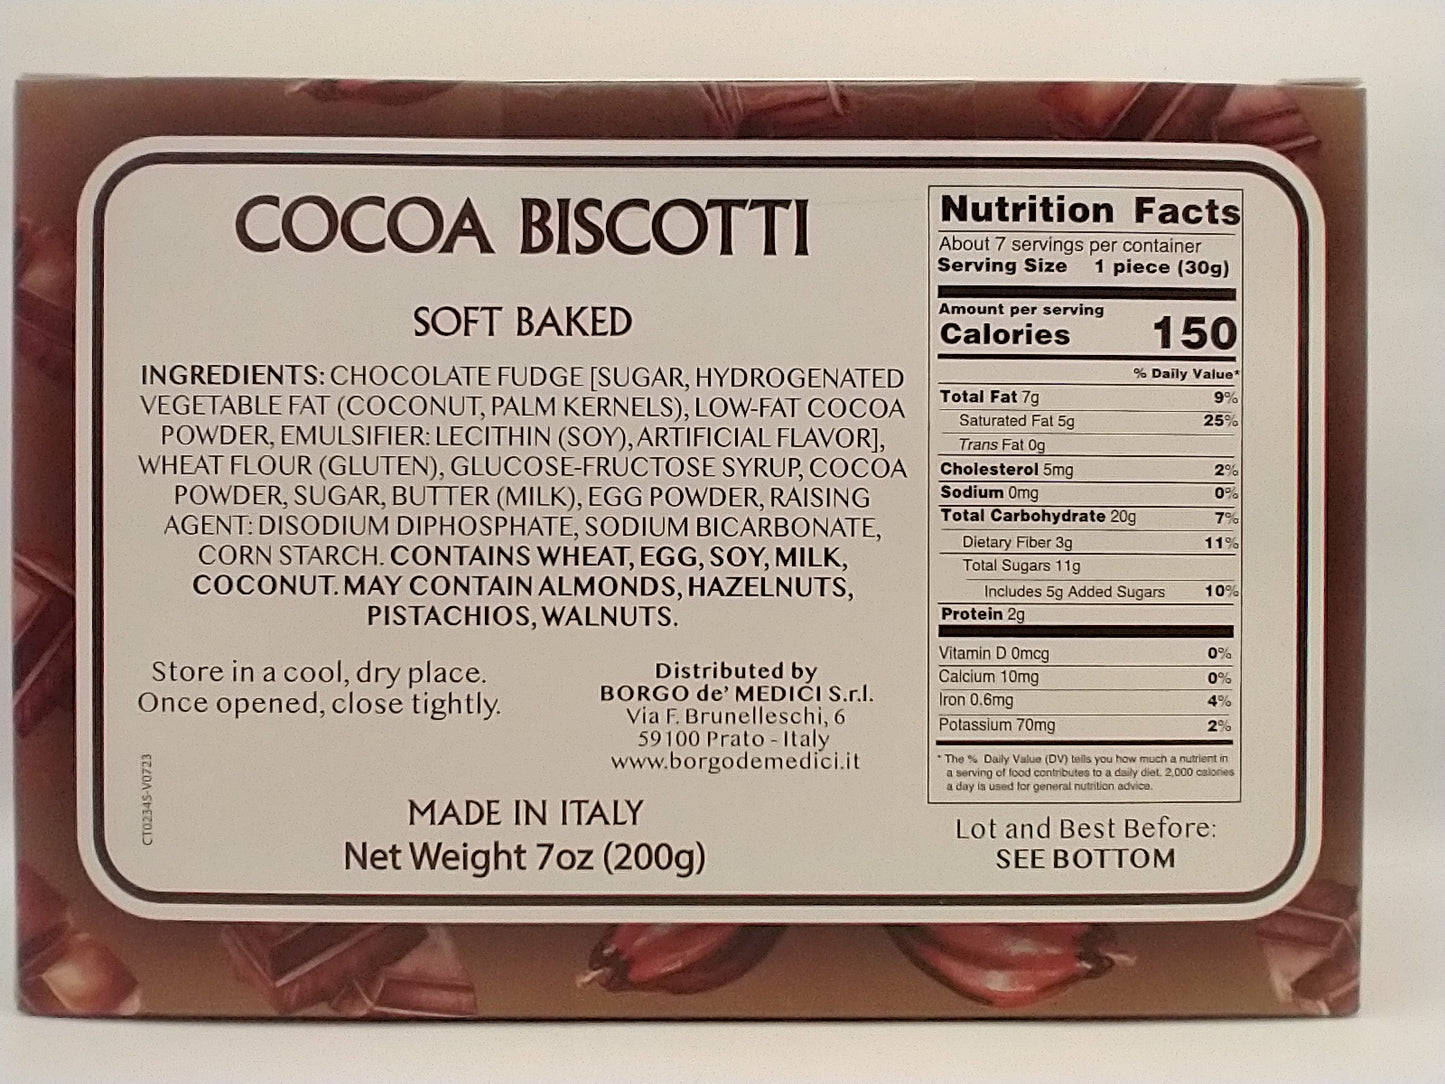 COCOA BISCOTTI
SOFT BAKED
INGREDIENTS: CHOCOLATE FUDGE [SUGAR, HYDROGENATED
VEGETABLE FAT (COCONUT, PALM KERNELS), LOW-FAT COCOA
POWDER, EMULSIFIER: LECITHIN (SOY), ARTIFICIAL FLAVOR],
WHEAT FLOUR (GLUTEN), GLUCOSE-FRUCTOSE SYRUP, COCOA
POWDER, SUGAR, BUTTER (MILK), EGG POWDER, RAISING
AGENT: DISODIUM DIPHOSPHATE, SODIUM BICARBONATE,
CORN STARCH. CONTAINS WHEAT, EGG, SOY, MILK,
COCONUT. MAY CONTAIN ALMONDS, HAZELNUTS,
PISTACHIOS, WALNUTS.
Store in a cool, dry place.
Once opened, close tightly.
Distributed by
BORGO de' MEDICI S.r.l.
Via F. Brunelleschi, 6
59100 Prato - Italy
www.borgodemedici.it
CT02345-V0723
MADE IN ITALY
Net Weight 7oz (200g)
Nutrition Facts
About 7 servings per container
Serving Size 1 piece (30g)
Amount per serving
Calories 150
% Daily Value*
Total Fat 7g 9%
Saturated Fat 5g 25%
Trans Fat 0g
Cholesterol 5mg 2%
Sodium 0mg 0%
Total Carbohydrate 20g 7%
Dietary Fiber 3g 11%
Total Sugars 11g
Includes 5g Added Sugars 10%
Protein 2g
Vitamin D 0mcg 0%
Calcium 10mg 0%
Iron 0.6mg 4%
Potassium 70mg 2%
* The % Daily Value (DV) tells you how much a nutrient in
a serving of food contributes to a daily diet. 2,000 calories
a day is used for general nutrition advice.
Lot and Best Before:
SEE BOTTOM